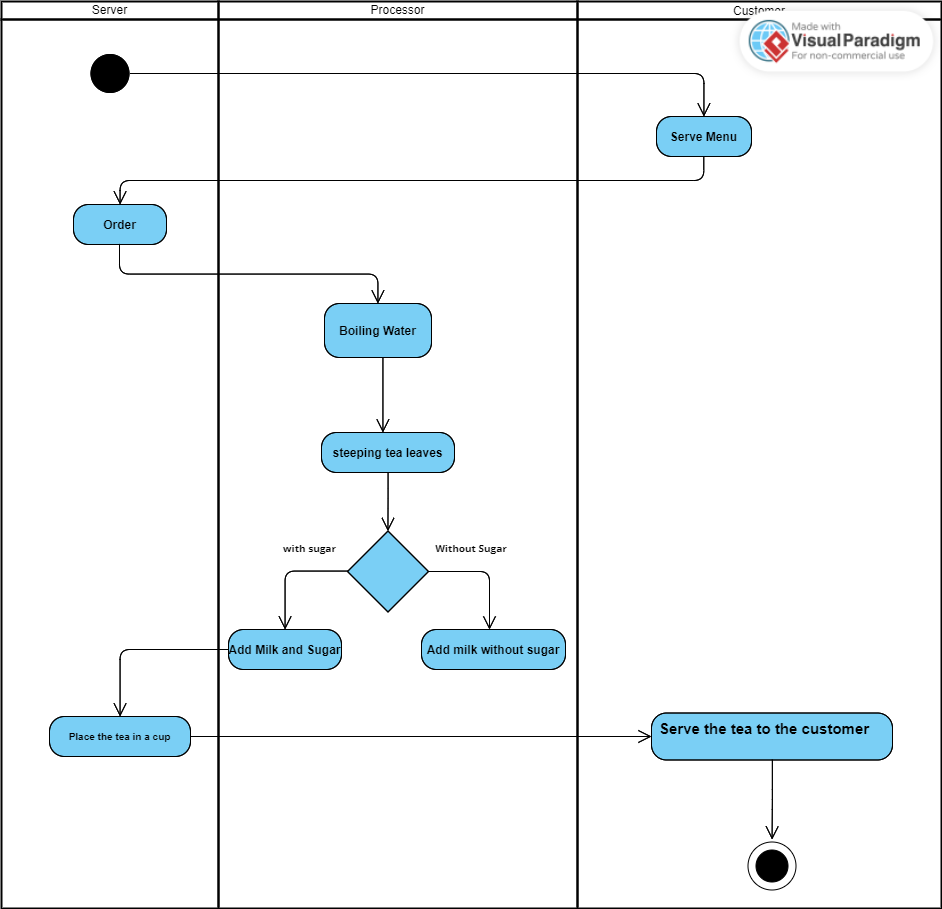 Server
Processor
Customer
Made with
Visual Paradigm
For non-commercial use
Serve Menu
Order
Boiling Water
steeping tea leaves
with sugar
Without Sugar
Add Milk and Sugar
Add milk without sugar
Place the tea in a cup
Serve the tea to the customer